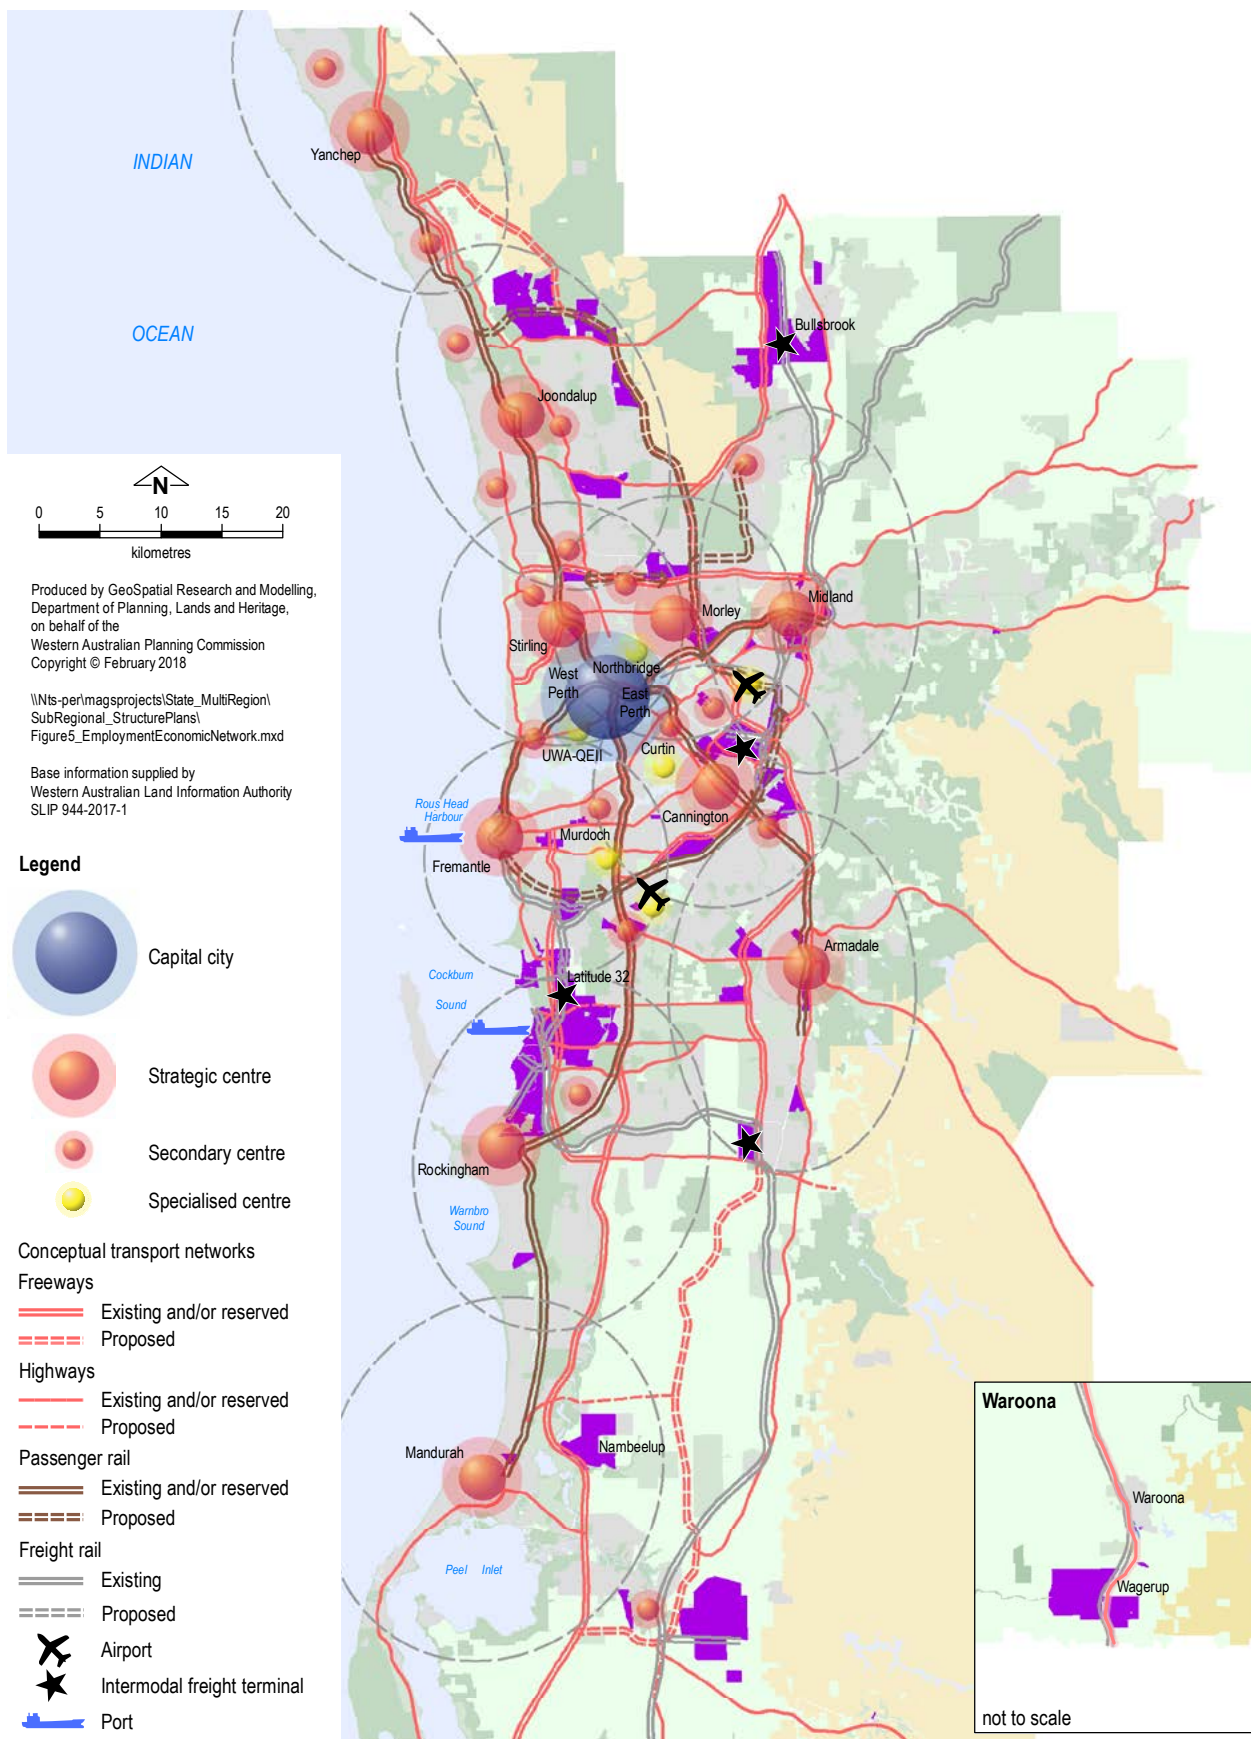 INDIAN
OCEAN
Yanchep
Bullsbrook
Joondalup
N
0 5 10 15 20
kilometres
Produced by GeoSpatial Research and Modelling,
Department of Planning, Lands and Heritage,
on behalf of the
Western Australian Planning Commission
Copyright © February 2018
\\Nts-per\magsprojects\State_MultiRegion\
SubRegional_StructurePlans\
Figure5_EmploymentEconomicNetwork.mxd
Base information supplied by
Western Australian Land Information Authority
SLIP 944-2017-1
Midland
Morley
Stirling
Northbridge
West
Perth
East
Perth
Curtin
UWA-QEII
Cannington
Rous Head
Harbour
Murdoch
Fremantle
Armadale
Latitude 32
Cockburn
Sound
Rockingham
Warnbro
Sound
Mandurah
Nambeelup
Peel Inlet
Legend
Capital city
Strategic centre
Secondary centre
Specialised centre
Conceptual transport networks
Freeways
Existing and/or reserved
Proposed
Highways
Existing and/or reserved
Proposed
Passenger rail
Existing and/or reserved
Proposed
Freight rail
Existing
Proposed
Airport
Intermodal freight terminal
Port
Waroona
Waroona
Wagerup
not to scale